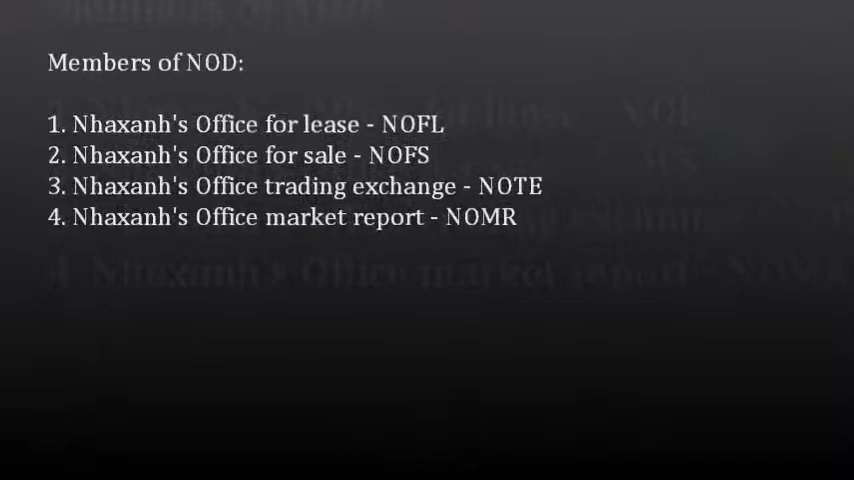 Members of NOD:
1. Nhaxanh's Office for lease - NOFL
2. Nhaxanh's Office for sale - NOFS
3. Nhaxanh's Office trading exchange - NOTE
4. Nhaxanh's Office market report - NOMR